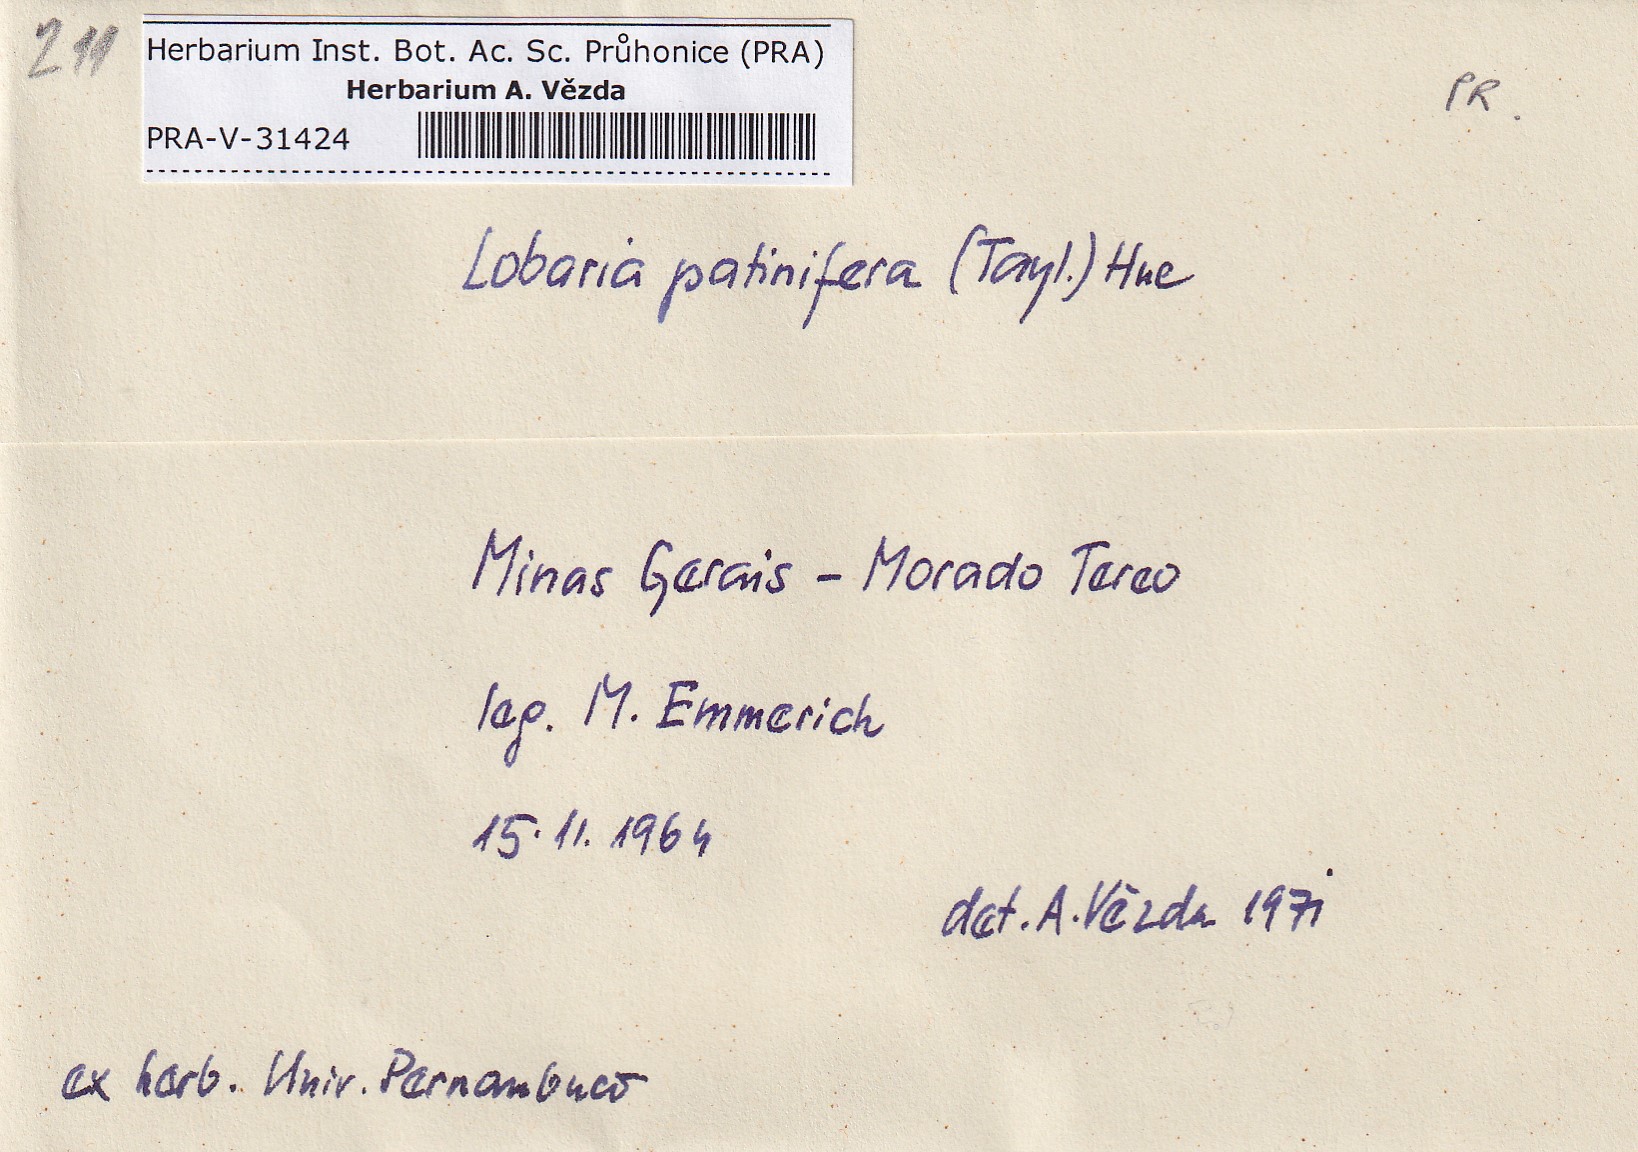 211
Herbarium Inst. Bot. Ac. Sc. Průhonice (PRA)
Herbarium A. Vězda
PRA-V-31424
PR.
Lobaria patinifera (Tayl.) Hue
Minas Gerais - Morado Tereo
leg. M. Emmerich
15. 11. 1964
det. A. Vězda 1971
ex herb. Univ. Pernambuco